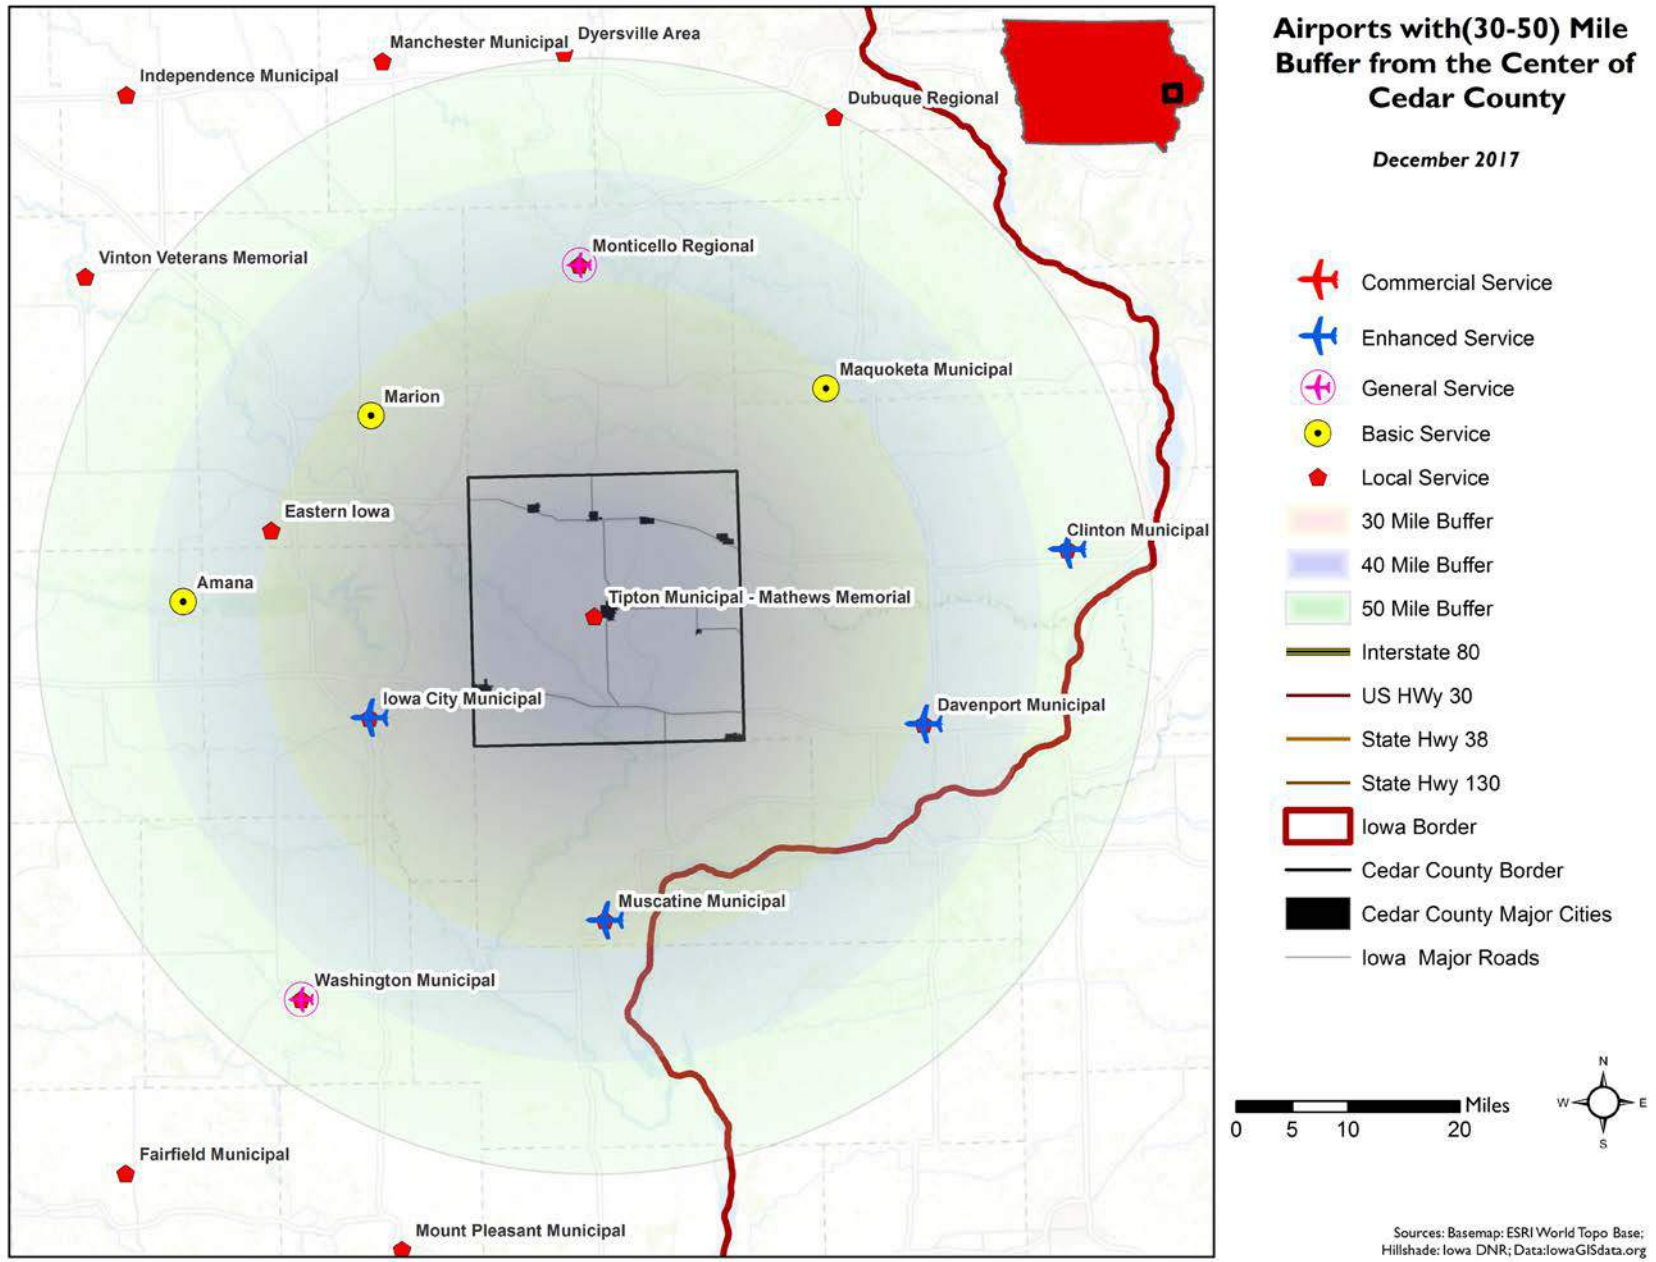 Airports with(30-50) Mile
Buffer from the Center of
Cedar County
December 2017
Manchester Municipal
Dyersville Area
Independence Municipal
Dubuque Regional
Vinton Veterans Memorial
Monticello Regional
Maquoketa Municipal
Marion
Eastern Iowa
Clinton Municipal
Amana
Tipton Municipal - Mathews Memorial
Iowa City Municipal
Davenport Municipal
Muscatine Municipal
Washington Municipal
Fairfield Municipal
Mount Pleasant Municipal
Commercial Service
Enhanced Service
General Service
Basic Service
Local Service
30 Mile Buffer
40 Mile Buffer
50 Mile Buffer
Interstate 80
US HWy 30
State Hwy 38
State Hwy 130
Iowa Border
Cedar County Border
Cedar County Major Cities
Iowa Major Roads
Miles
0 5 10 20
N
W E
S
Sources: Basemap: ESRI World Topo Base;
Hillshade: Iowa DNR; Data:IowaGISdata.org